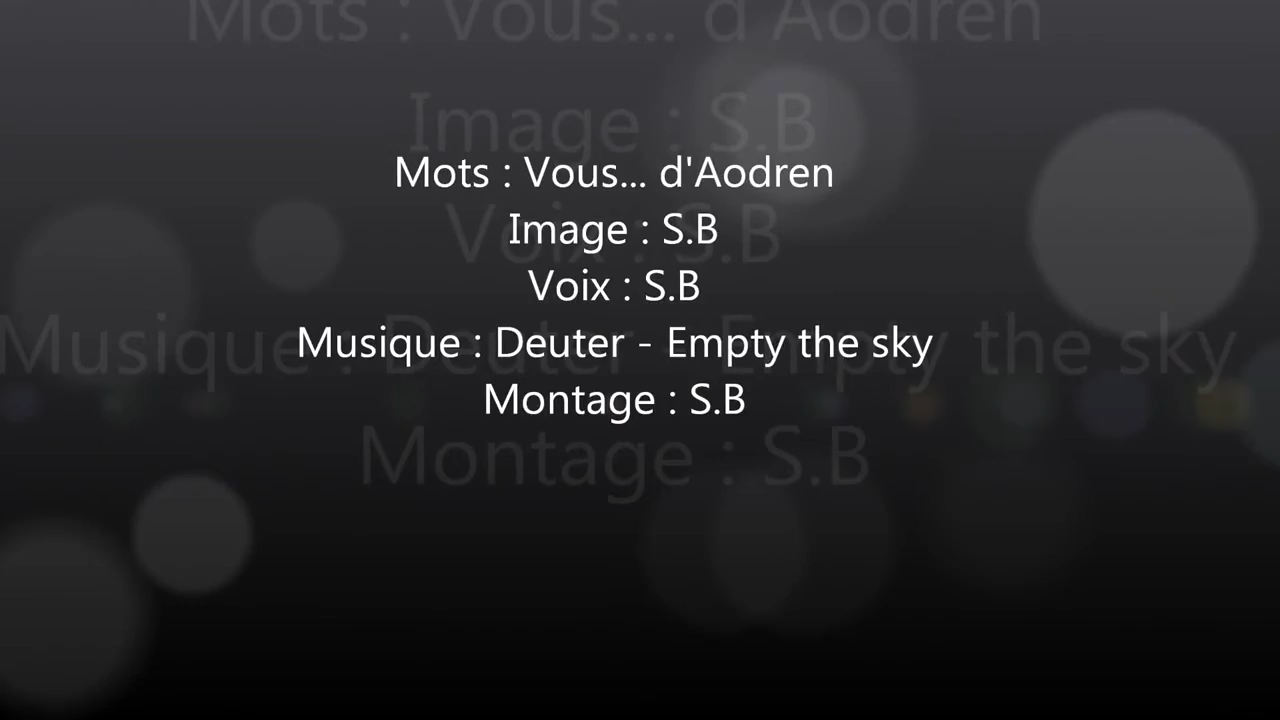 Mots : Vous... d'Aodren
Image : S.B
Voix : S.B
Musique : Deuter - Empty the sky
Montage : S.B